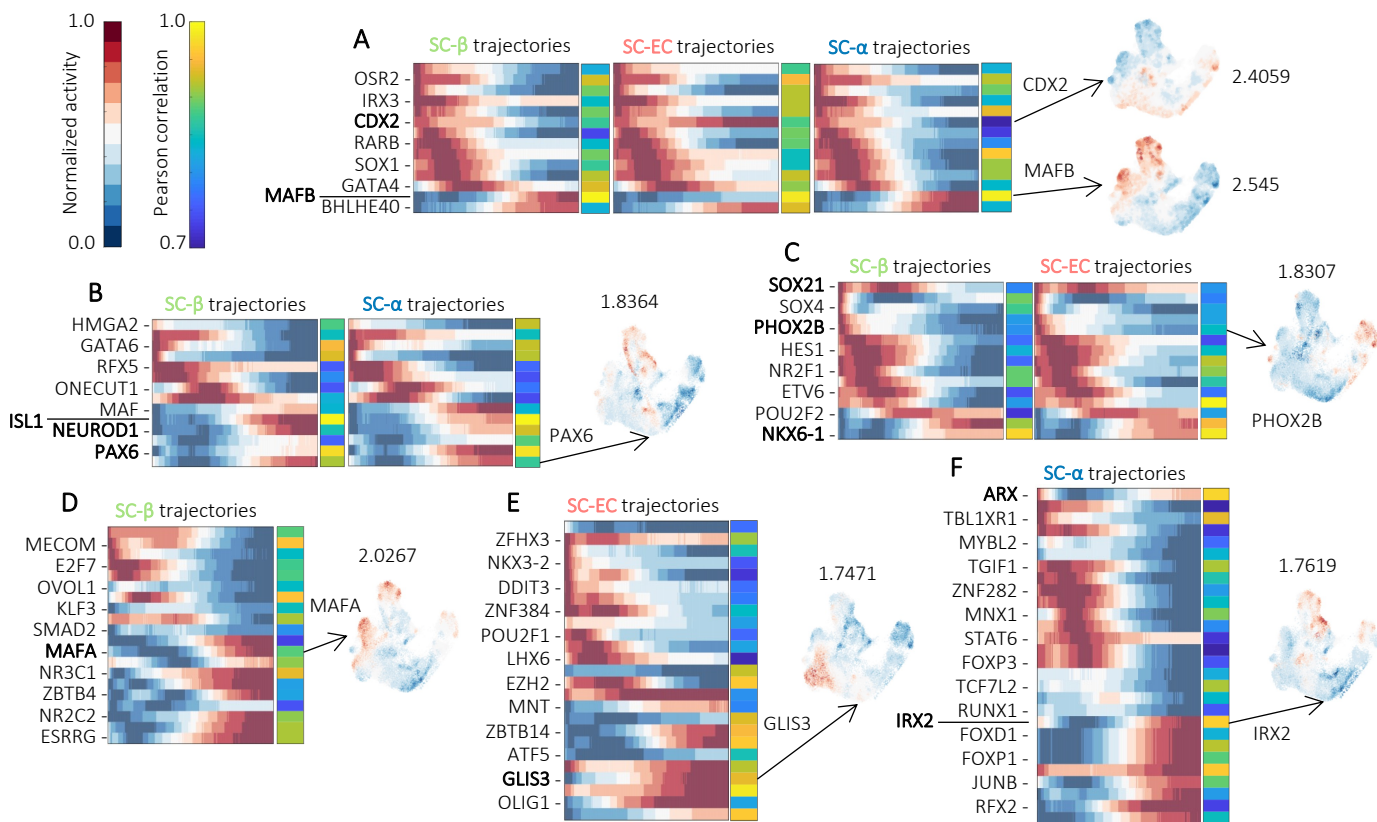 1.0
0.0
Normalized activity
1.0
0.7
Pearson correlation
A
SC-β trajectories
SC-EC trajectories
SC-α trajectories
OSR2
IRX3
CDX2
RARB
SOX1
GATA4
MAFB
BHLHE40
CDX2
2.4059
MAFB
2.545
B
SC-β trajectories
SC-α trajectories
HMGA2
GATA6
RFX5
ONECUT1
MAF
ISL1
NEUROD1
PAX6
1.8364
PAX6
C
SC-β trajectories
SC-EC trajectories
SOX21
SOX4
PHOX2B
HES1
NR2F1
ETV6
POU2F2
NKX6-1
1.8307
PHOX2B
D
SC-β trajectories
MECOM
E2F7
OVOL1
KLF3
SMAD2
MAFA
NR3C1
ZBTB4
NR2C2
ESRRG
2.0267
MAFA
E
SC-EC trajectories
ZFHX3
NKX3-2
DDIT3
ZNF384
POU2F1
LHX6
EZH2
MNT
ZBTB14
ATF5
GLIS3
OLIG1
1.7471
GLIS3
F
SC-α trajectories
ARX
TBL1XR1
MYBL2
TGIF1
ZNF282
MNX1
STAT6
FOXP3
TCF7L2
RUNX1
IRX2
FOXD1
FOXP1
JUNB
RFX2
1.7619
IRX2